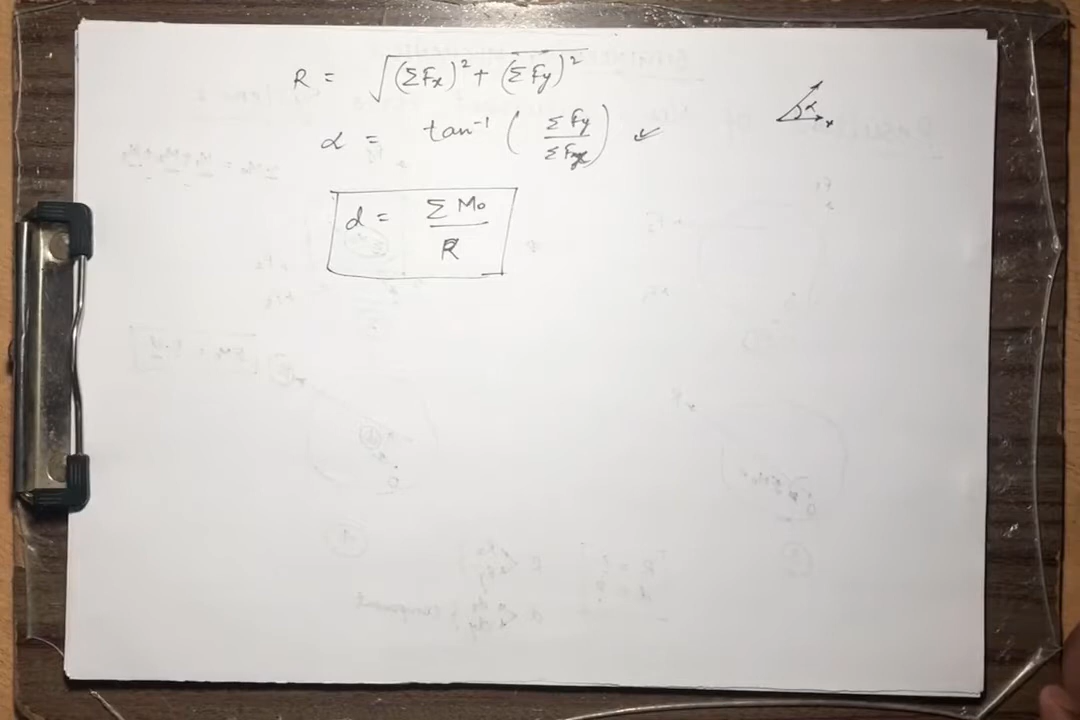 R = √(ΣFx)² + (ΣFy)²
α = tan⁻¹ (ΣFy / ΣFx) ✓
α
x
d = ΣMo / R